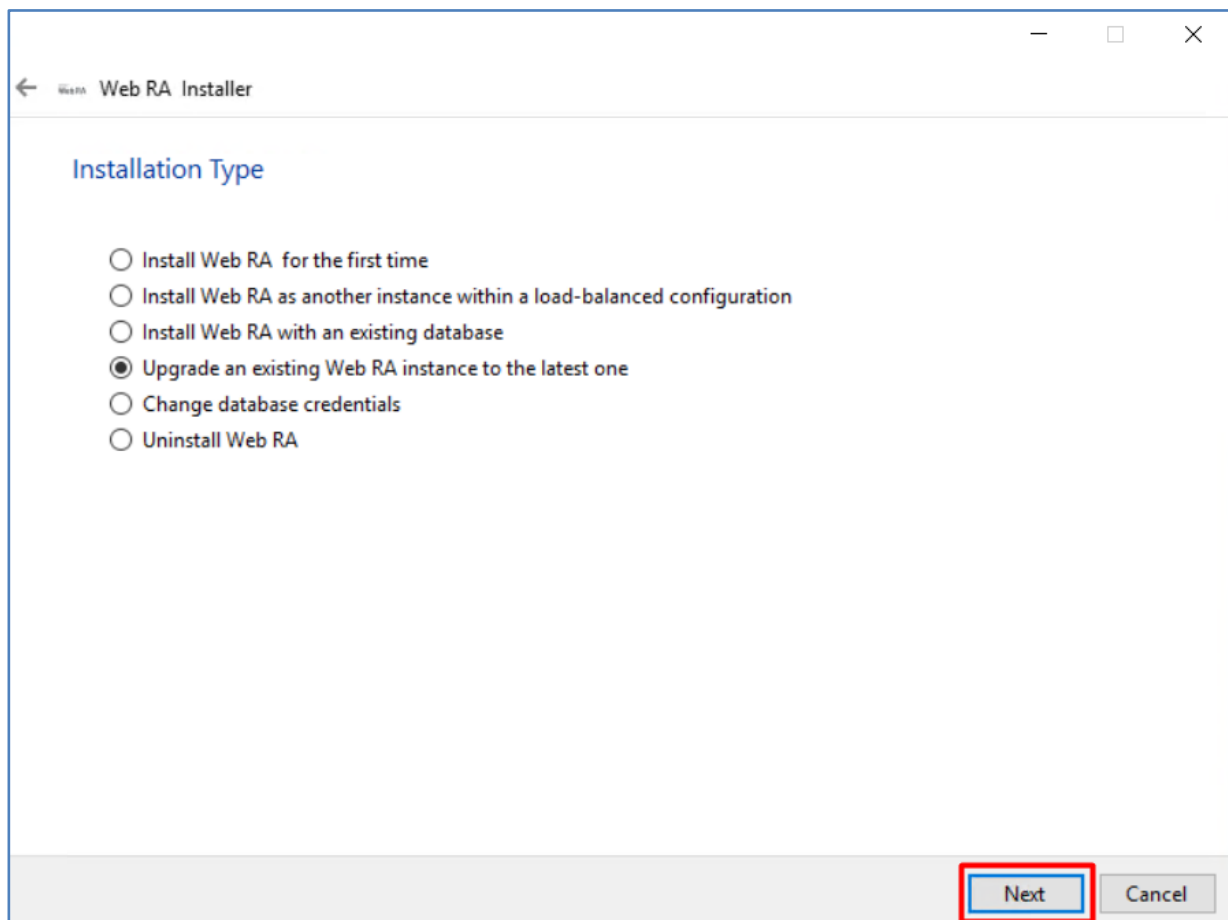 Web RA Installer
Installation Type
Install Web RA for the first time
Install Web RA as another instance within a load-balanced configuration
Install Web RA with an existing database
Upgrade an existing Web RA instance to the latest one
Change database credentials
Uninstall Web RA
Next Cancel